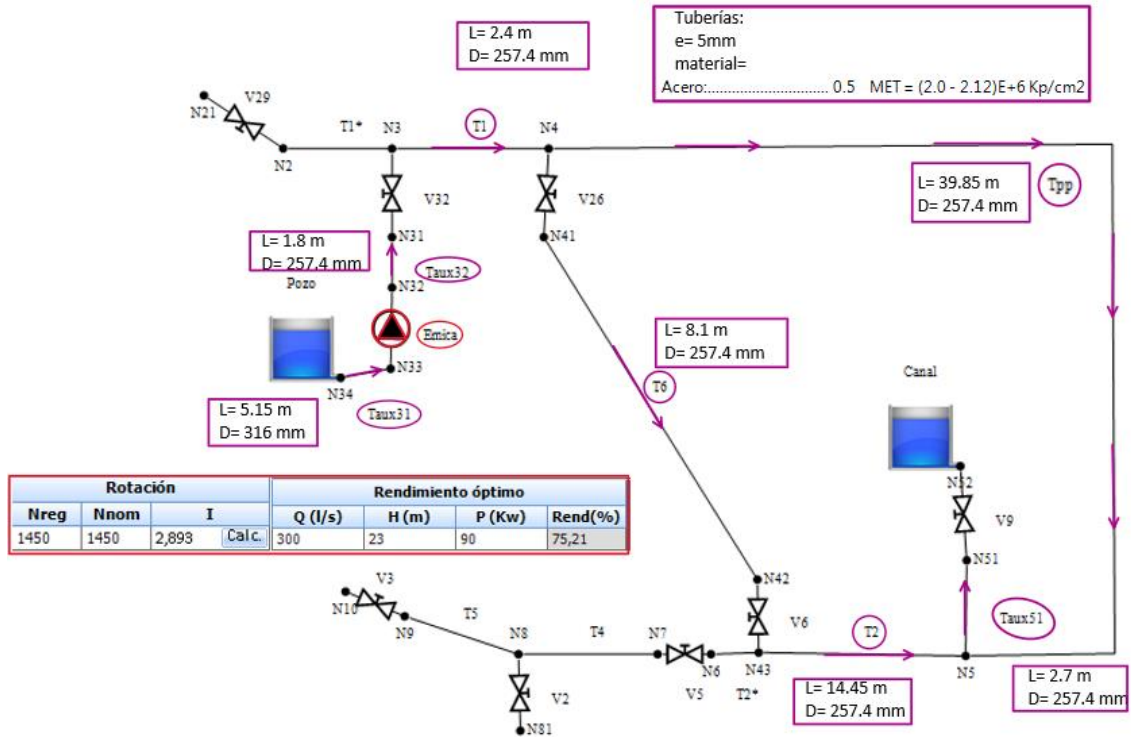 L= 2.4 m
D= 257.4 mm
Tuberías:
e= 5mm
material=
Acero:.............................. 0.5 MET = (2.0 - 2.12)E+6 Kp/cm2
N21
V29
T1*
N3
T1
N4
N2
V32
V26
L= 39.85 m
D= 257.4 mm
Tpp
N31
N41
L= 1.8 m
D= 257.4 mm
Taux32
Pozo
N32
Emica
L= 8.1 m
D= 257.4 mm
N33
N34
Taux31
T6
Canal
L= 5.15 m
D= 316 mm
N52
Rotación
Rendimiento óptimo
Nreg Nnom I Q (l/s) H (m) P (Kw) Rend(%)
1450 1450 2,893 Calc. 300 23 90 75,21
V9
N51
V3
N10
N9
T5
N8
T4
N7
N42
V6
T2
Taux51
N6
N43
N5
V2
V5
T2*
N81
L= 14.45 m
D= 257.4 mm
L= 2.7 m
D= 257.4 mm